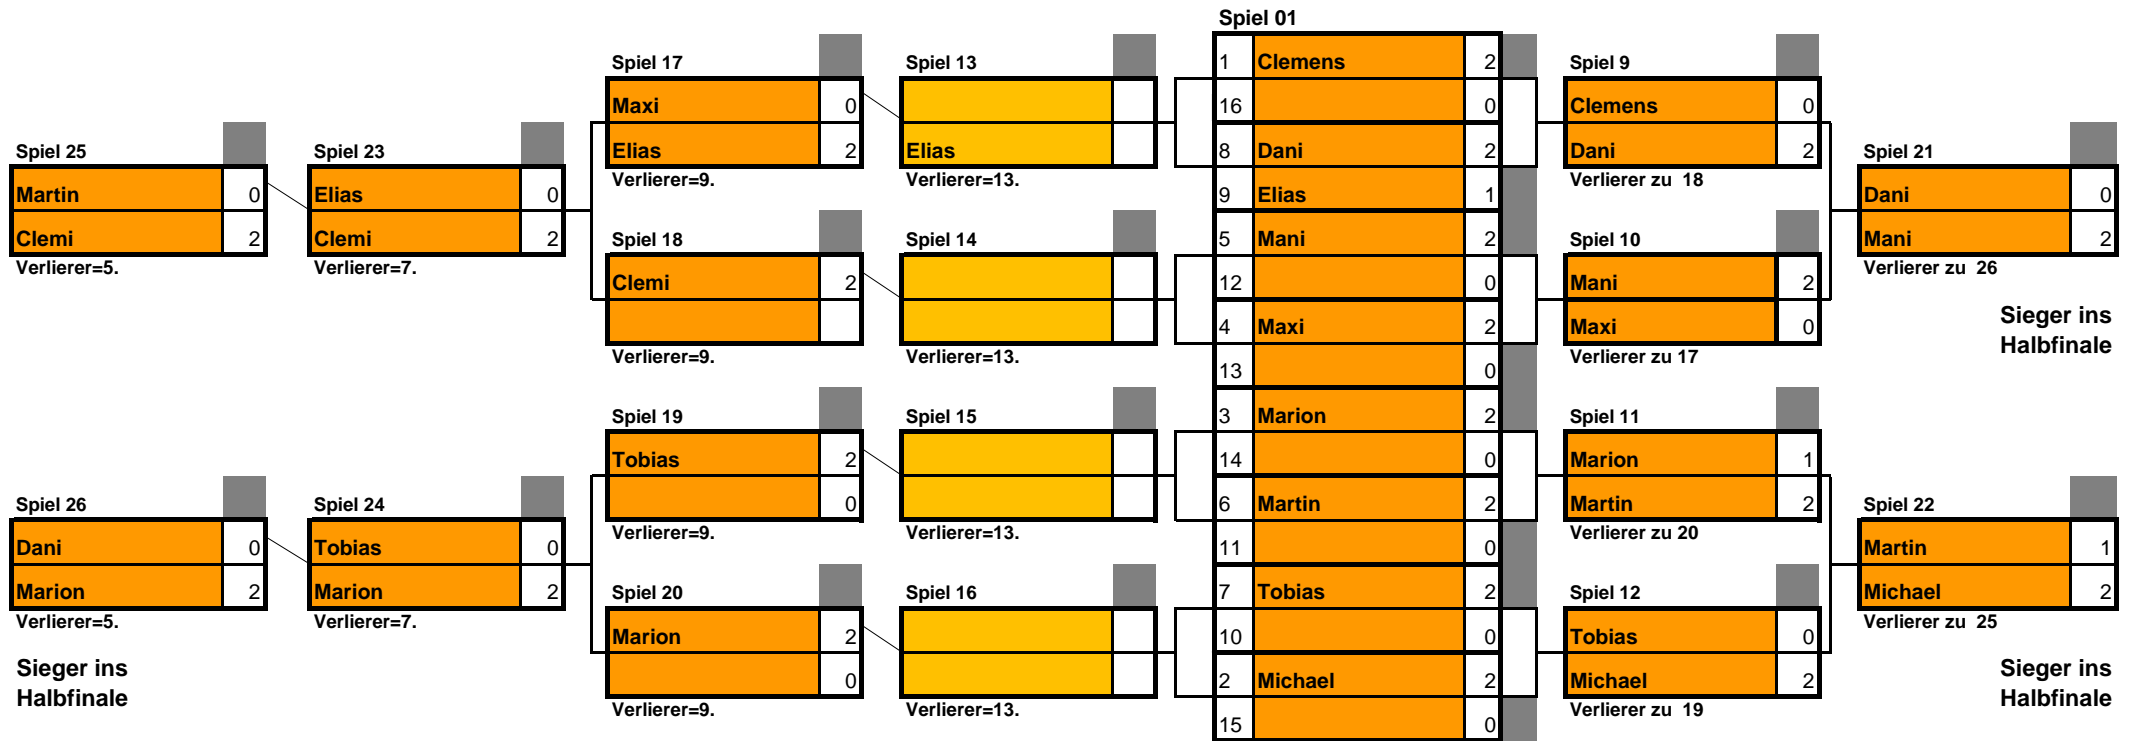 Spiel 01
Spiel 17 Spiel 13 1 Clemens 2 Spiel 9
Maxi 0 16 0 Clemens 0
Spiel 25 Spiel 23 Elias 2 Elias 8 Dani 2 Dani 2 Spiel 21
Martin 0 Elias 0 Verlierer=9. Verlierer=13. 9 Elias 1 Verlierer zu 18 Dani 0
Clemi 2 Clemi 2 Spiel 18 Spiel 14 5 Mani 2 Spiel 10 Mani 2
Verlierer=5. Verlierer=7. Clemi 2 12 0 Mani 2 Verlierer zu 26
4 Maxi 2 Maxi 0 Sieger ins
Verlierer=9. Verlierer=13. Verlierer zu 17 Halbfinale
13 0
Spiel 19 Spiel 15 3 Marion 2 Spiel 11
Tobias 2 14 0 Marion 1
Spiel 26 Spiel 24 0 6 Martin 2 Martin 2 Spiel 22
Dani 0 Tobias 0 Verlierer=9. Verlierer=13. 11 0 Verlierer zu 20 Martin 1
Marion 2 Marion 2 Spiel 20 Spiel 16 7 Tobias 2 Spiel 12 Michael 2
Verlierer=5. Verlierer=7. Marion 2 10 0 Tobias 0 Verlierer zu 25
Sieger ins 0 2 Michael 2 Michael 2 Sieger ins
Halbfinale Verlierer=9. Verlierer=13. Verlierer zu 19 Halbfinale
15 0